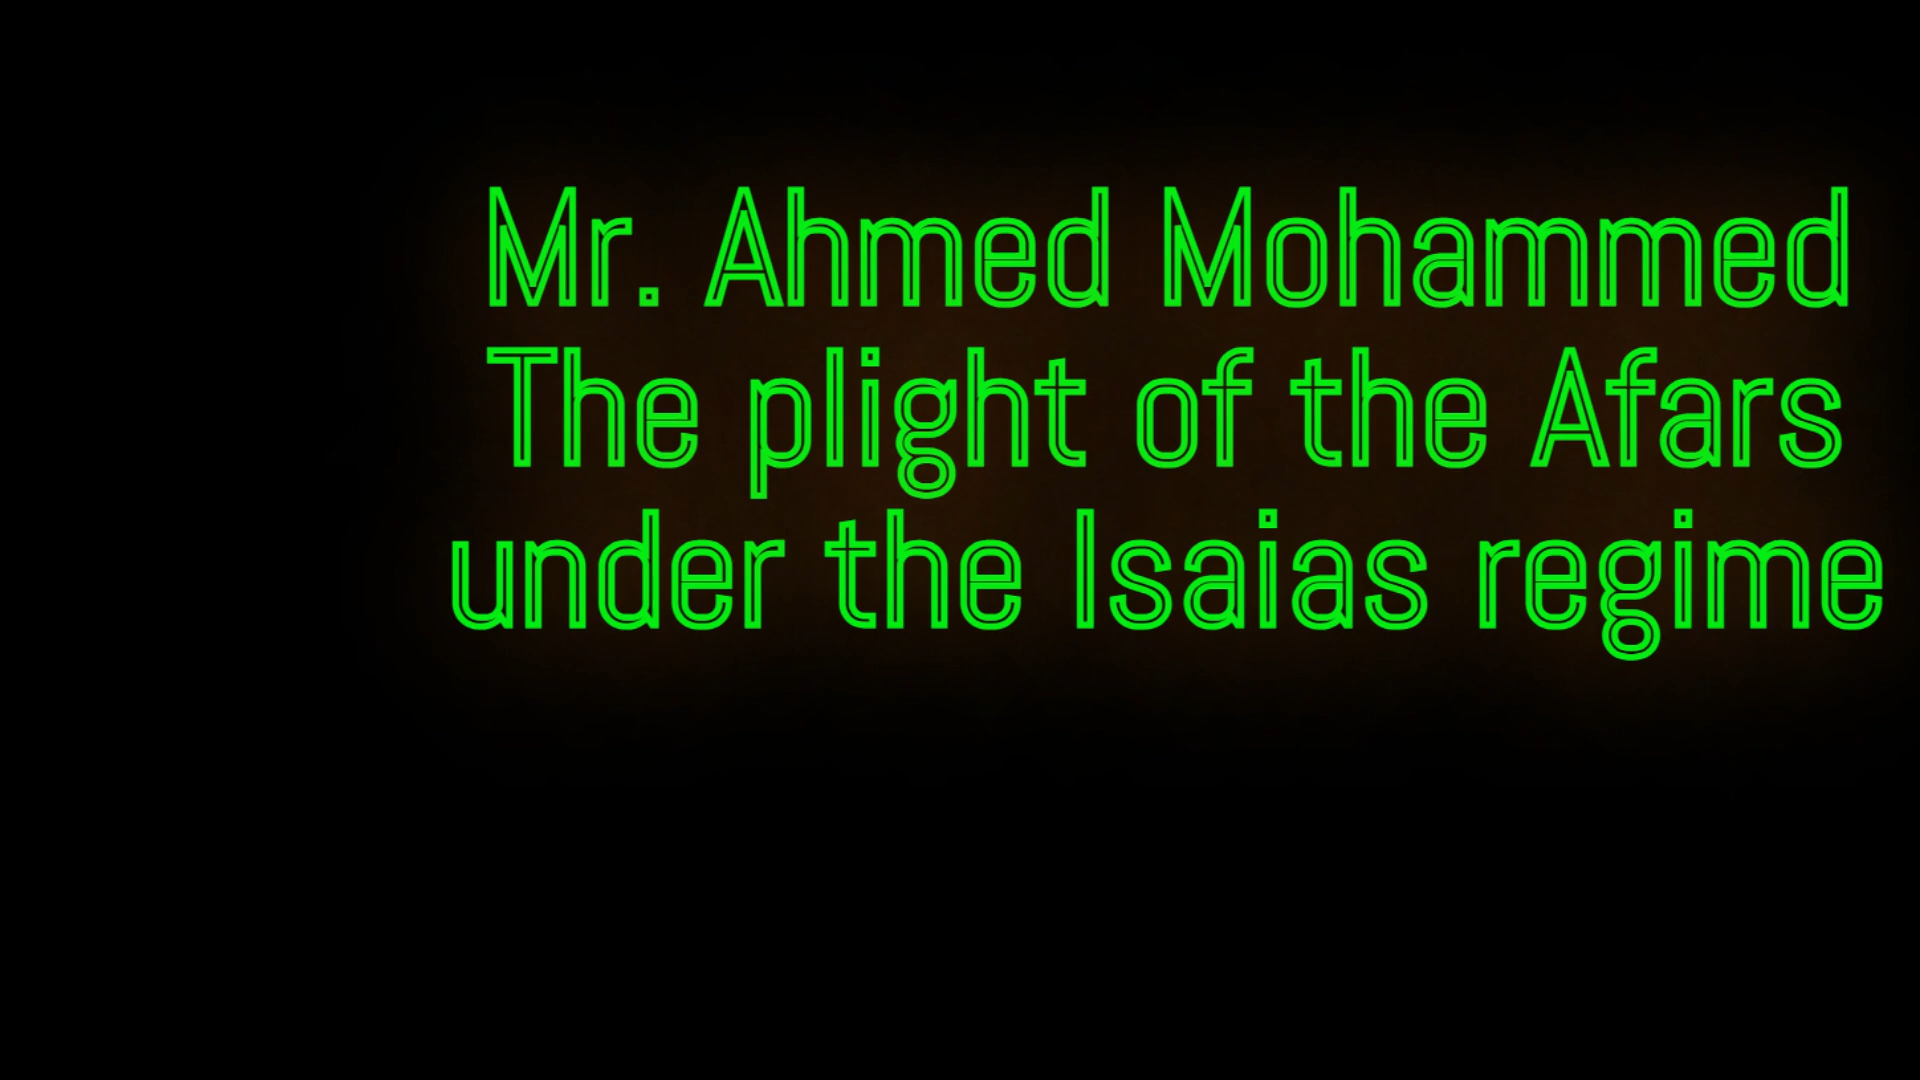 Mr. Ahmed Mohammed
The plight of the Afars
under the Isaias regime